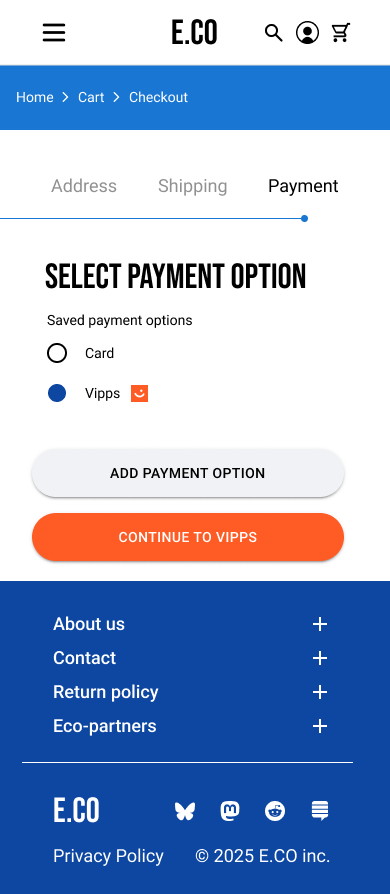 E.CO
Home > Cart > Checkout
Address Shipping Payment
SELECT PAYMENT OPTION
Saved payment options
Card
Vipps
ADD PAYMENT OPTION
CONTINUE TO VIPPS
About us +
Contact +
Return policy +
Eco-partners +
E.CO
Privacy Policy © 2025 E.CO inc.